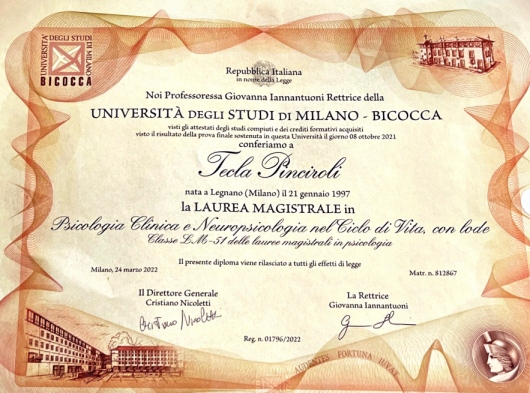 UNIVERSITÀ DEGLI STUDI DI MILANO
BICOCCA
Repubblica Italiana
in nome della Legge
Noi Professoressa Giovanna Iannantuoni Rettrice della
UNIVERSITÀ DEGLI STUDI DI MILANO - BICOCCA
visti gli attestati degli studi compiuti e dei crediti formativi acquisiti
visto il risultato della prova finale sostenuta in questa Università il giorno 08 ottobre 2021
conferiamo a
Tecla Pinciroli
nata a Legnano (Milano) il 21 gennaio 1997
la LAUREA MAGISTRALE in
Psicologia Clinica e Neuropsicologia nel Ciclo di Vita, con lode
Classe LM-51 delle lauree magistrali in psicologia
Il presente diploma viene rilasciato a tutti gli effetti di legge
Milano, 24 marzo 2022
Matr. n. 812867
Il Direttore Generale
Cristiano Nicoletti
La Rettrice
Giovanna Iannantuoni
Cristiano Nicoletti
Reg. n. 01796/2022
AUDENTES FORTUNA IUVAT